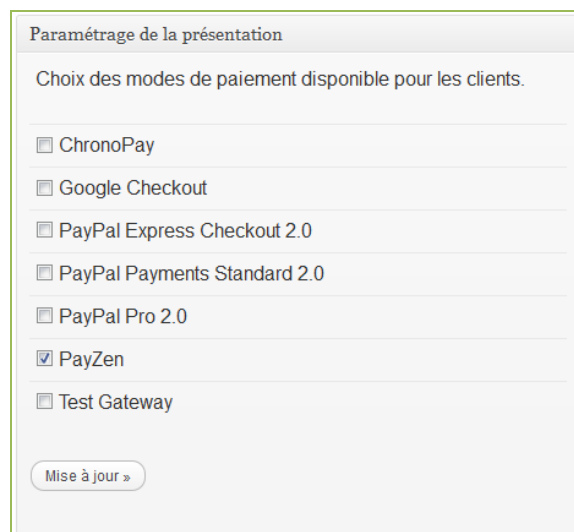 Paramétrage de la présentation
Choix des modes de paiement disponible pour les clients.
ChronoPay
Google Checkout
PayPal Express Checkout 2.0
PayPal Payments Standard 2.0
PayPal Pro 2.0
PayZen
Test Gateway
Mise à jour »